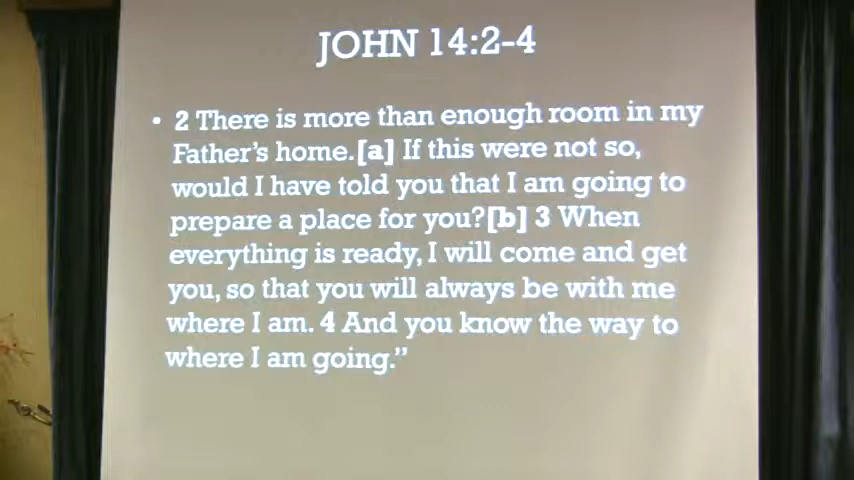 JOHN 14:2-4
• 2 There is more than enough room in my
Father's home.[a] If this were not so,
would I have told you that I am going to
prepare a place for you?[b] 3 When
everything is ready, I will come and get
you, so that you will always be with me
where I am. 4 And you know the way to
where I am going.”